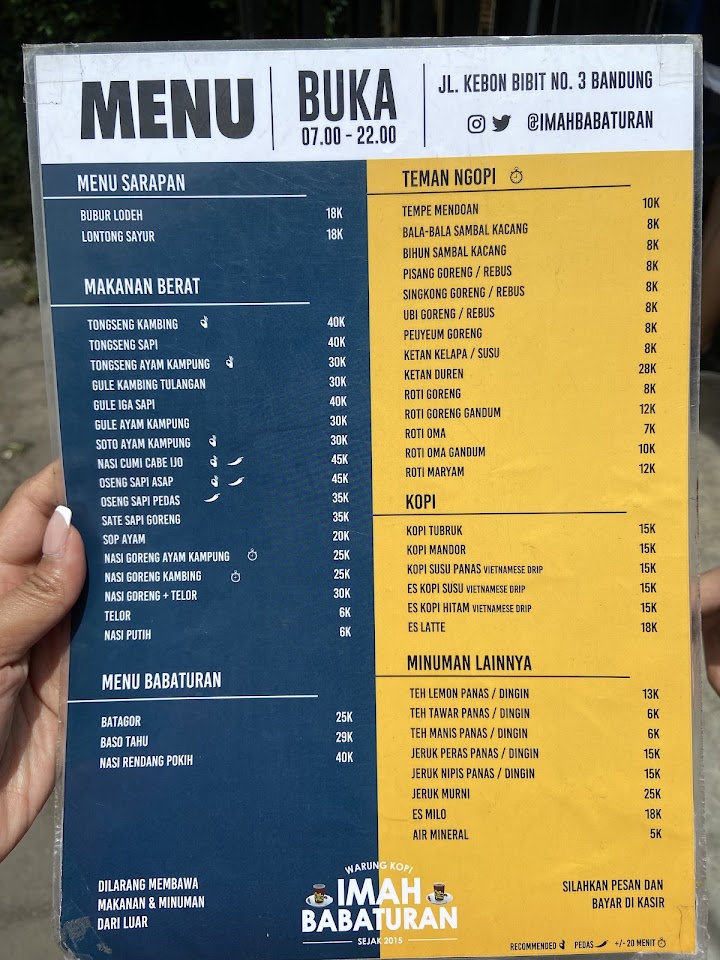 MENU
BUKA
07.00 - 22.00
JL. KEBON BIBIT NO. 3 BANDUNG
@IMAHBABATURAN
MENU SARAPAN
BUBUR LODEH 18K
LONTONG SAYUR 18K
MAKANAN BERAT
TONGSENG KAMBING 40K
TONGSENG SAPI 40K
TONGSENG AYAM KAMPUNG 30K
GULE KAMBING TULANGAN 30K
GULE IGA SAPI 40K
GULE AYAM KAMPUNG 30K
SOTO AYAM KAMPUNG 30K
NASI CUMI CABE IJO 45K
OSENG SAPI ASAP 45K
OSENG SAPI PEDAS 35K
SATE SAPI GORENG 35K
SOP AYAM 20K
NASI GORENG AYAM KAMPUNG 25K
NASI GORENG KAMBING 25K
NASI GORENG + TELOR 30K
TELOR 6K
NASI PUTIH 6K
MENU BABATURAN
BATAGOR 25K
BASO TAHU 29K
NASI RENDANG POKIH 40K
DILARANG MEMBAWA
MAKANAN & MINUMAN
DARI LUAR
TEMAN NGOPI
TEMPE MENDOAN 10K
BALA-BALA SAMBAL KACANG 8K
BIHUN SAMBAL KACANG 8K
PISANG GORENG / REBUS 8K
SINGKONG GORENG / REBUS 8K
UBI GORENG / REBUS 8K
PEUYEUM GORENG 8K
KETAN KELAPA / SUSU 8K
KETAN DUREN 28K
ROTI GORENG 8K
ROTI GORENG GANDUM 12K
ROTI OMA 7K
ROTI OMA GANDUM 10K
ROTI MARYAM 12K
KOPI
KOPI TUBRUK 15K
KOPI MANDOR 15K
KOPI SUSU PANAS VIETNAMESE DRIP 15K
ES KOPI SUSU VIETNAMESE DRIP 15K
ES KOPI HITAM VIETNAMESE DRIP 15K
ES LATTE 18K
MINUMAN LAINNYA
TEH LEMON PANAS / DINGIN 13K
TEH TAWAR PANAS / DINGIN 6K
TEH MANIS PANAS / DINGIN 6K
JERUK PERAS PANAS / DINGIN 15K
JERUK NIPIS PANAS / DINGIN 15K
JERUK MURNI 25K
ES MILO 18K
AIR MINERAL 5K
WARUNG KOPI
IMAH
BABATURAN
SEJAK 2015
SILAHKAN PESAN DAN
BAYAR DI KASIR
RECOMMENDED PEDAS +/- 20 MENIT